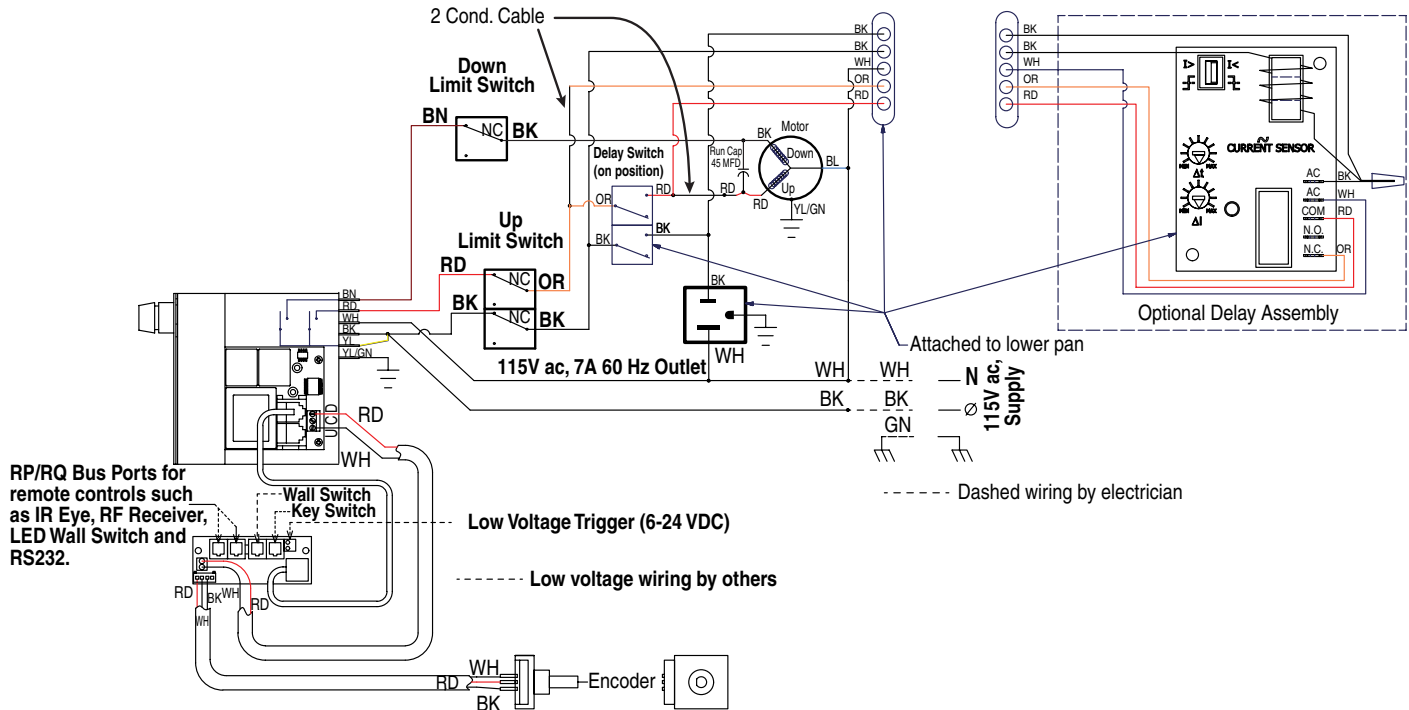 2 Cond. Cable
Down
Limit Switch
BN
NC
BK
Delay Switch
(on position)
OR
RD
BK
BK
Run Cap
45 MFD
RD
RD
BK
Motor
Down
Up
BL
YL/GN
BK
BK
WH
OR
RD
BK
BK
WH
OR
RD
I>
I<
CURRENT SENSOR
MIN
MAX
Δt
MIN
MAX
ΔI
AC
BK
AC
WH
COM
RD
N.O.
N.C.
OR
Optional Delay Assembly
Up
Limit Switch
RD
NC
OR
BK
NC
BK
BK
WH
115V ac, 7A 60 Hz Outlet
Attached to lower pan
BN
RD
WH
BK
YL
YL/GN
WH
WH
N
BK
BK
Ø
GN
115V ac,
Supply
Dashed wiring by electrician
U C D
RD
WH
RP/RQ Bus Ports for
remote controls such
as IR Eye, RF Receiver,
LED Wall Switch and
RS232.
Wall Switch
Key Switch
Low Voltage Trigger (6-24 VDC)
Low voltage wiring by others
RD
BK
WH
RD
WH
WH
RD
BK
Encoder